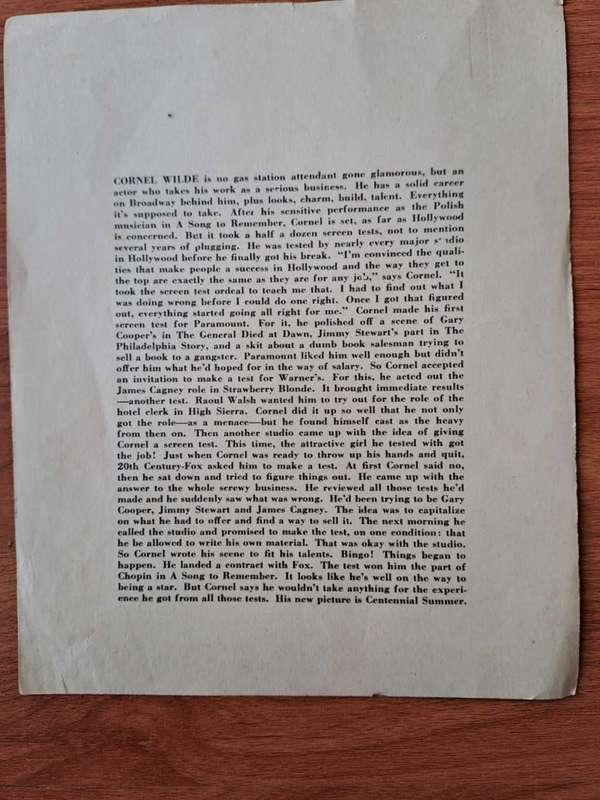 CORNEL WILDE is no gas station attendant gone glamorous, but an
actor who takes his work as a serious business. He has a solid career
on Broadway behind him, plus looks, charm, build, talent. Everything
it's supposed to take. After his sensitive performance as the Polish
musician in A Song to Remember, Cornel is set, as far as Hollywood
is concerned. But it took a half a dozen screen tests, not to mention
several years of plugging. He was tested by nearly every major studio
in Hollywood before he finally got his break. "I'm convinced the quali-
ties that make people a success in Hollywood and the way they get to
the top are exactly the same as they are for any job," says Cornel. "It
took the screen test ordeal to teach me that. I had to find out what I
was doing wrong before I could do one right. Once I got that figured
out, everything started going all right for me." Cornel made his first
screen test for Paramount. For it, he polished off a scene of Gary
Cooper's in The General Died at Dawn, Jimmy Stewart's part in The
Philadelphia Story, and a skit about a dumb book salesman trying to
sell a book to a gangster. Paramount liked him well enough but didn't
offer him what he'd hoped for in the way of salary. So Cornel accepted
an invitation to make a test for Warner's. For this, he acted out the
James Cagney role in Strawberry Blonde. It brought immediate results
—another test. Raoul Walsh wanted him to try out for the role of the
hotel clerk in High Sierra. Cornel did it up so well that he not only
got the role—as a menace—but he found himself cast as the heavy
from then on. Then another studio came up with the idea of giving
Cornel a screen test. This time, the attractive girl he tested with got
the job! Just when Cornel was ready to throw up his hands and quit,
20th Century-Fox asked him to make a test. At first Cornel said no,
then he sat down and tried to figure things out. He came up with the
answer to the whole screwy business. He reviewed all those tests he'd
made and he suddenly saw what was wrong. He'd been trying to be Gary
Cooper, Jimmy Stewart and James Cagney. The idea was to capitalize
on what he had to offer and find a way to sell it. The next morning he
called the studio and promised to make the test, on one condition: that
he be allowed to write his own material. That was okay with the studio.
So Cornel wrote his scene to fit his talents. Bingo! Things began to
happen. He landed a contract with Fox. The test won him the part of
Chopin in A Song to Remember. It looks like he's well on the way to
being a star. But Cornel says he wouldn't take anything for the experi-
ence he got from all those tests. His new picture is Centennial Summer.